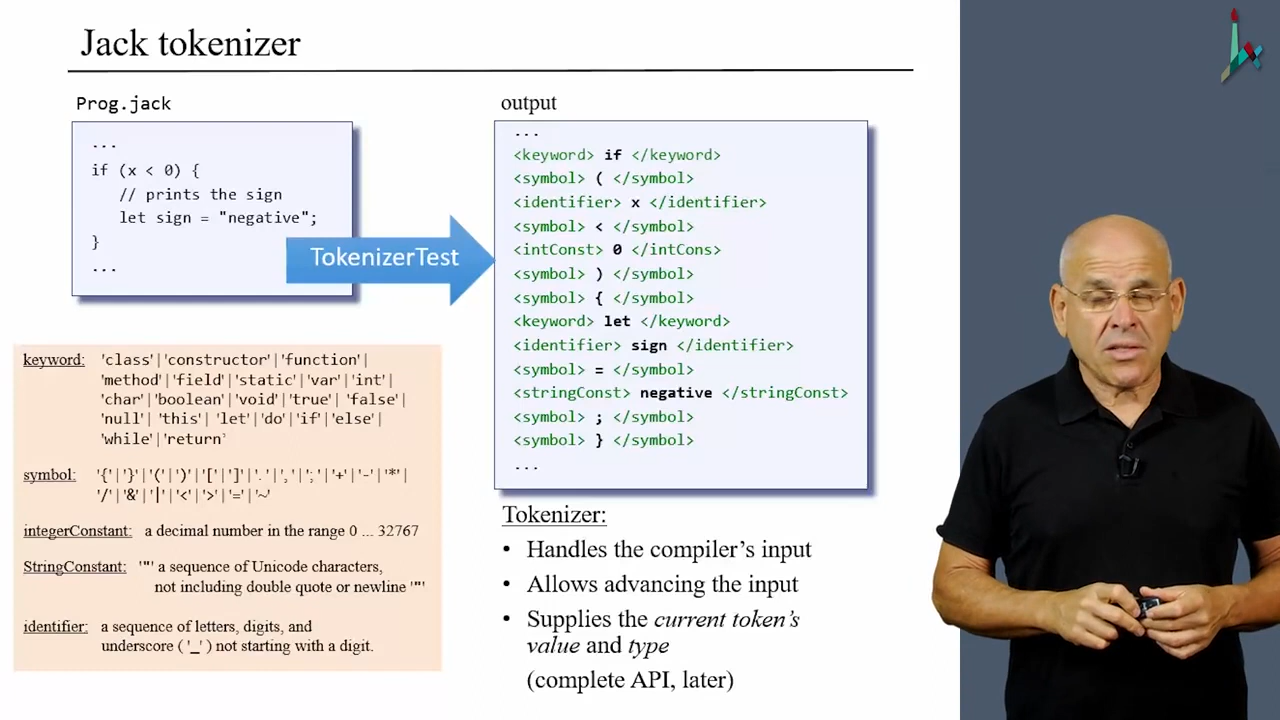 Jack tokenizer
Prog.jack
...
if (x < 0) {
// prints the sign
let sign = "negative";
}
...
TokenizerTest
output
...
<keyword> if </keyword>
<symbol> ( </symbol>
<identifier> x </identifier>
<symbol> < </symbol>
<intConst> 0 </intCons>
<symbol> ) </symbol>
<symbol> { </symbol>
<keyword> let </keyword>
<identifier> sign </identifier>
<symbol> = </symbol>
<stringConst> negative </stringConst>
<symbol> ; </symbol>
<symbol> } </symbol>
...
keyword: 'class'|'constructor'|'function'|
'method'|'field'|'static'|'var'|'int'|
'char'|'boolean'|'void'|'true'| 'false'|
'null'| 'this'| 'let'|'do'|'if'|'else'|
'while'|'return'
symbol: '{'|'}'|'('|')'|'['|']'|'.'|','|';'|'+'|'-'|'*'|
'/'|'&'|'|'|'<'|'>'|'='|'~'
integerConstant: a decimal number in the range 0 ... 32767
StringConstant: '"' a sequence of Unicode characters,
not including double quote or newline '"'
identifier: a sequence of letters, digits, and
underscore ( '_' ) not starting with a digit.
Tokenizer:
• Handles the compiler’s input
• Allows advancing the input
• Supplies the current token’s
value and type
(complete API, later)